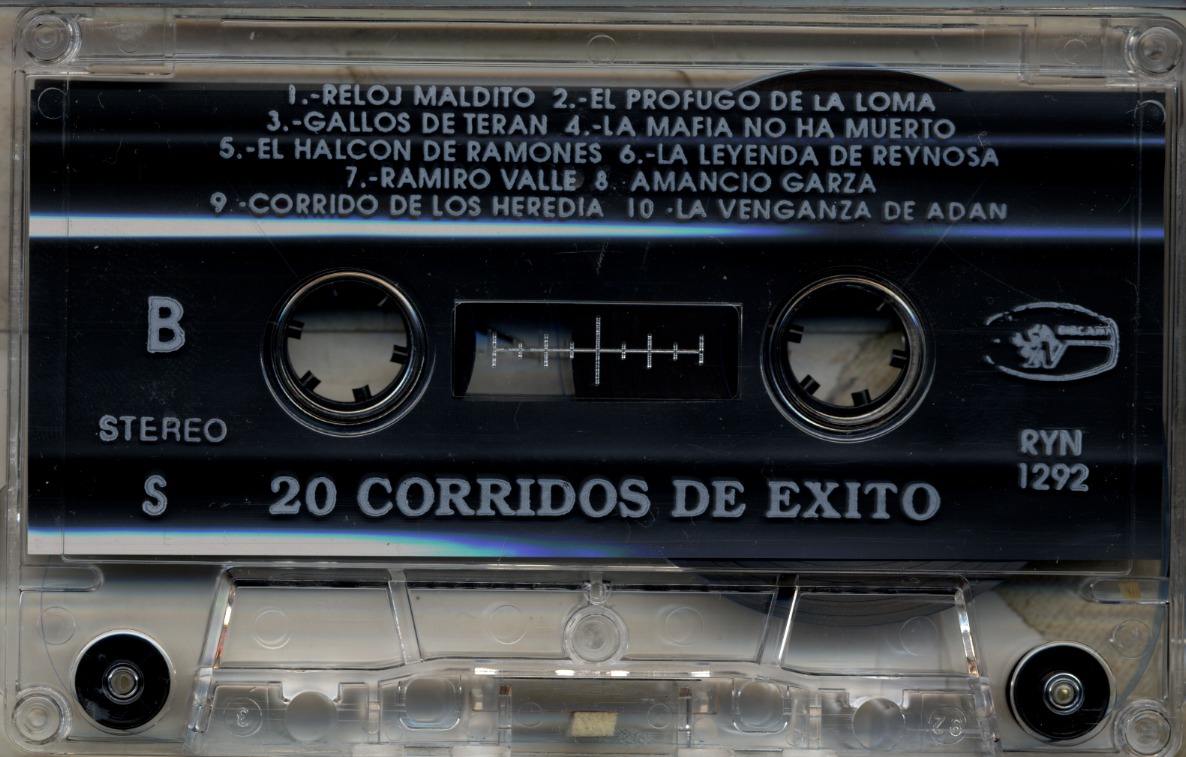 1.-RELOJ MALDITO 2.-EL PROFUGO DE LA LOMA
3.-GALLOS DE TERAN 4.-LA MAFIA NO HA MUERTO
5.-EL HALCON DE RAMONES 6.-LA LEYENDA DE REYNOSA
7.-RAMIRO VALLE 8 AMANCIO GARZA
9 -CORRIDO DE LOS HEREDIA 10 -LA VENGANZA DE ADAN
B
STEREO
S
20 CORRIDOS DE EXITO
RYN
1292